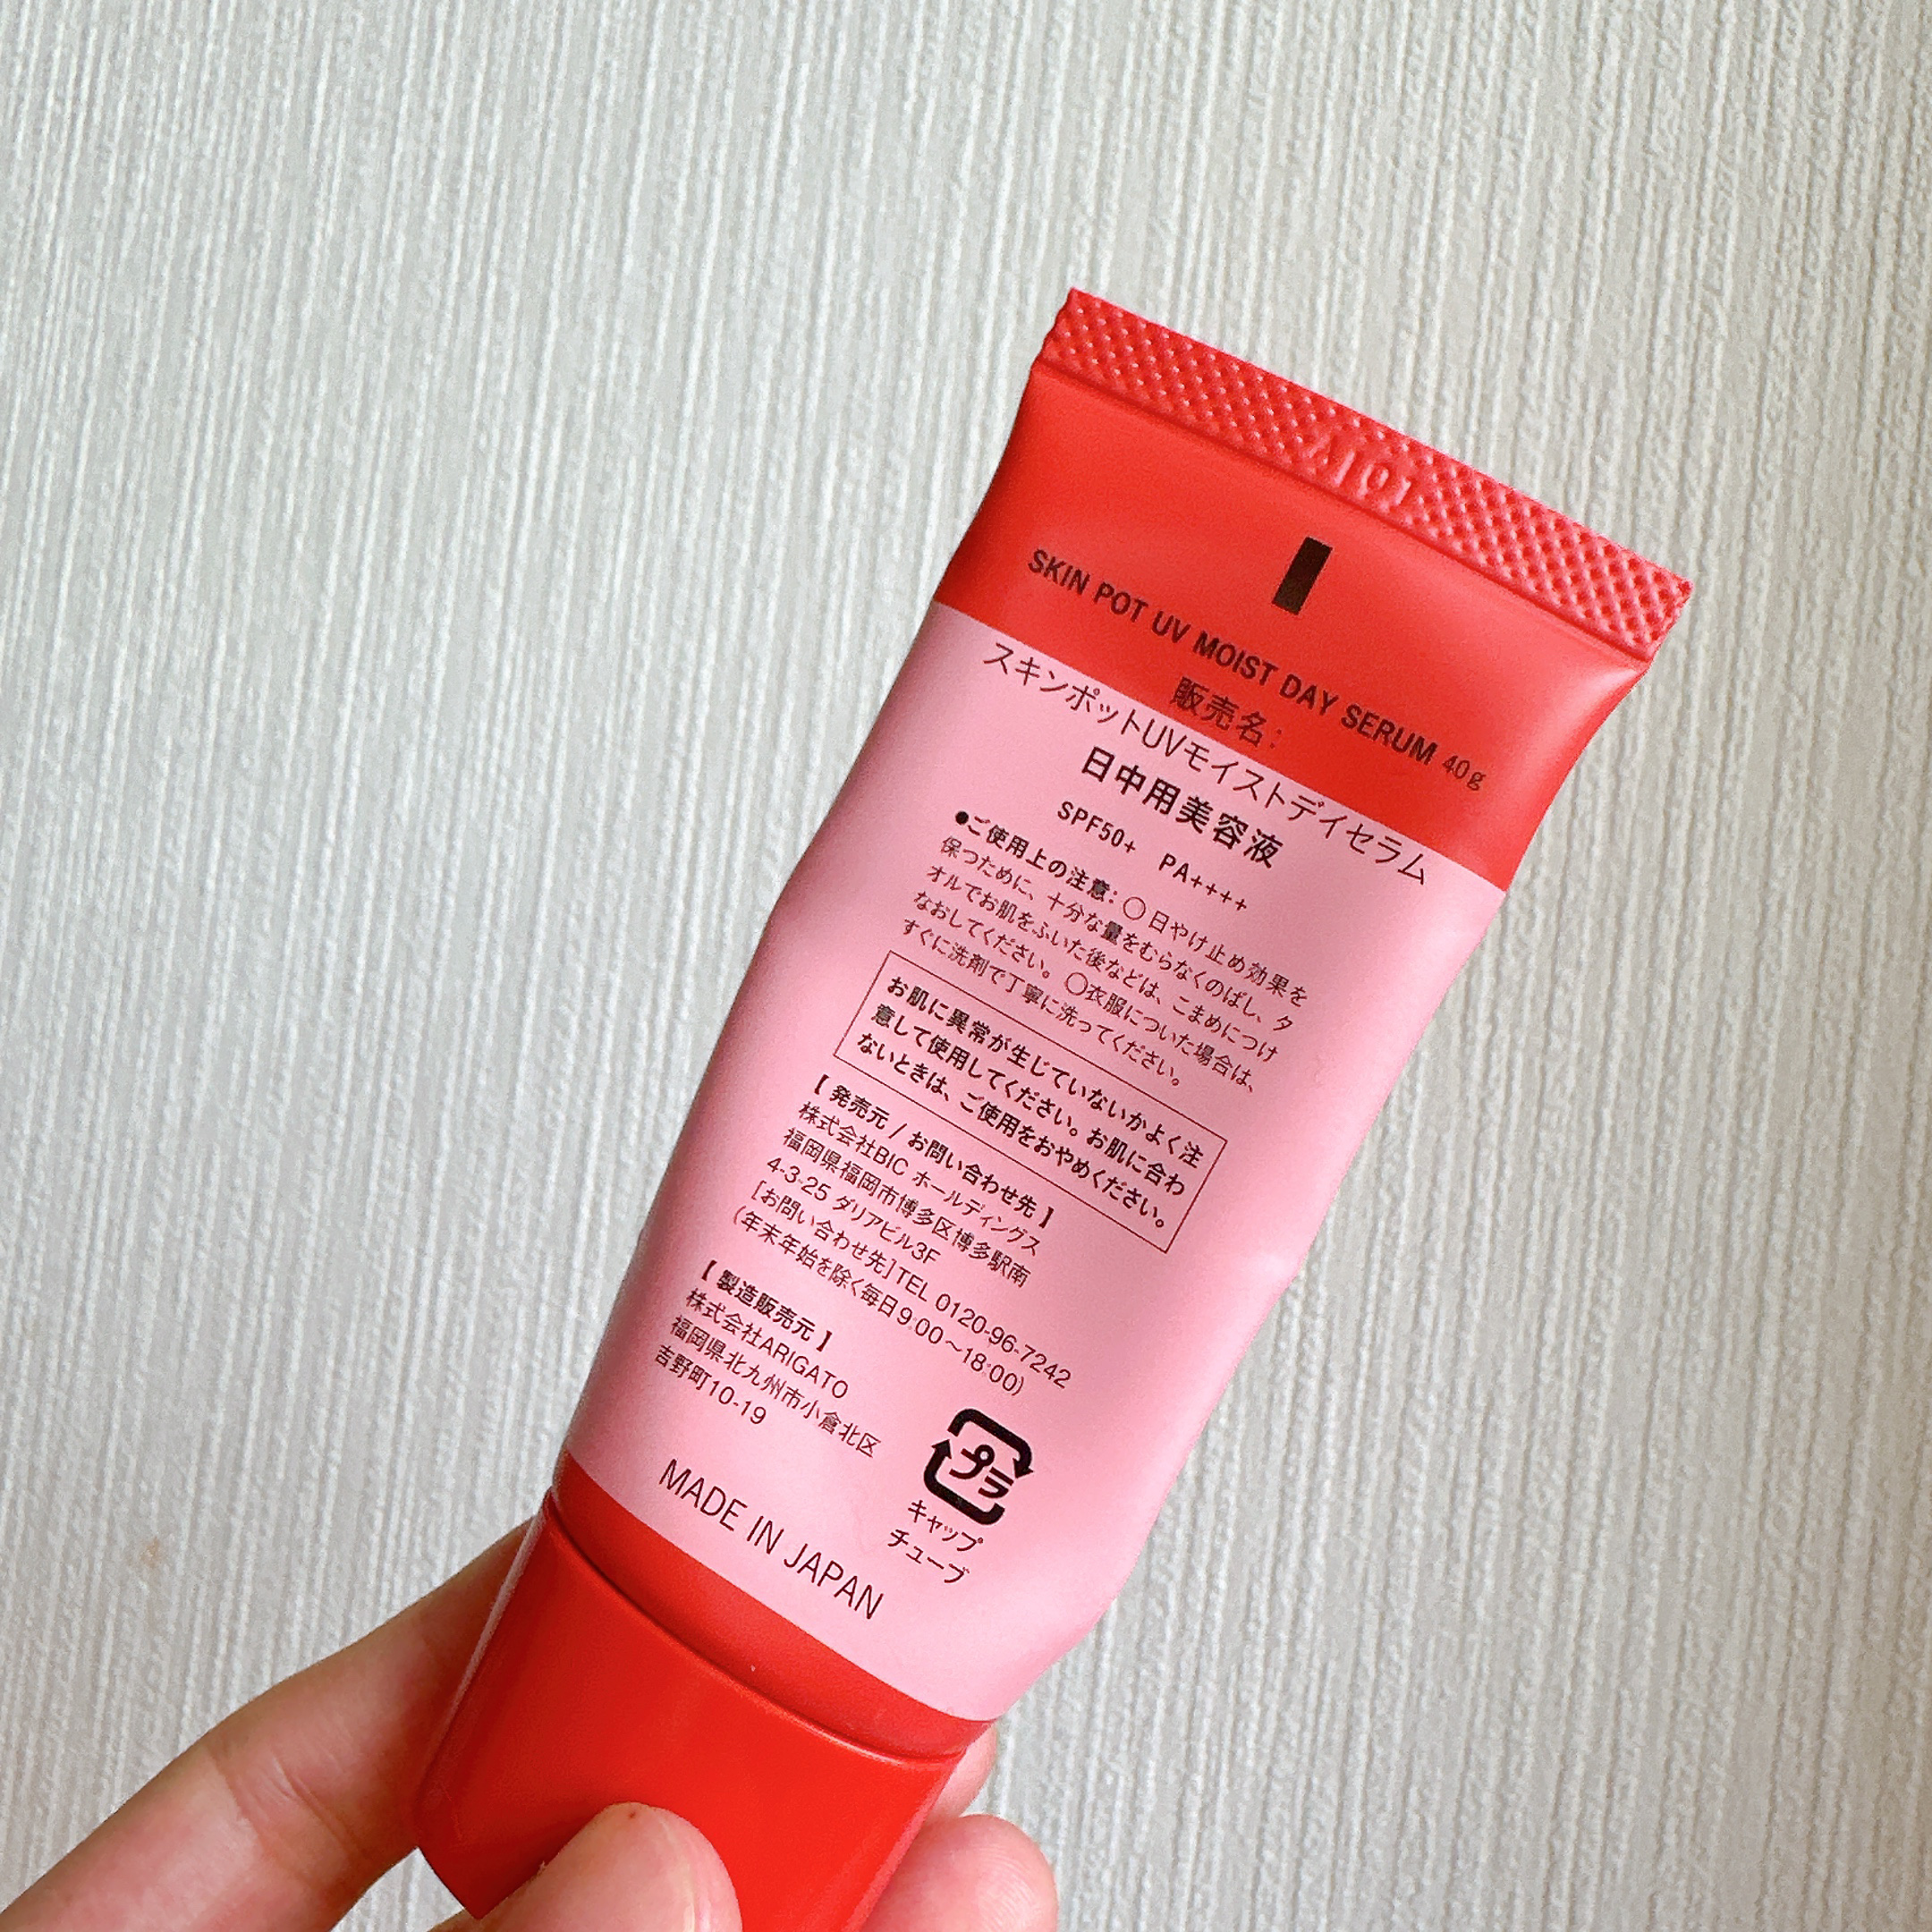 SKIN POT UV MOIST DAY SERUM 40g
販売名:
スキンポットUVモイストデイセラム
日中用美容液
SPF50+ PA++++
●ご使用上の注意:○日やけ止め効果を
保つために、十分な量をむらなくのばし、タ
オルでお肌をふいた後などは、こまめにつけ
なおしてください。○衣服についた場合は、
すぐに洗剤で丁寧に洗ってください。
お肌に異常が生じていないかよく注
意して使用してください。お肌に合わ
ないときは、ご使用をおやめください。
【発売元/お問い合わせ先】
株式会社BIC ホールディングス
福岡県福岡市博多区博多駅南
4-3-25 ダリアビル3F
[お問い合わせ先]TEL 0120-96-7242
(年末年始を除く毎日9:00〜18:00)
【製造販売元】
株式会社ARIGATO
福岡県北九州市小倉北区
吉野町10-19
プラ
キャップ
チューブ
MADE IN JAPAN